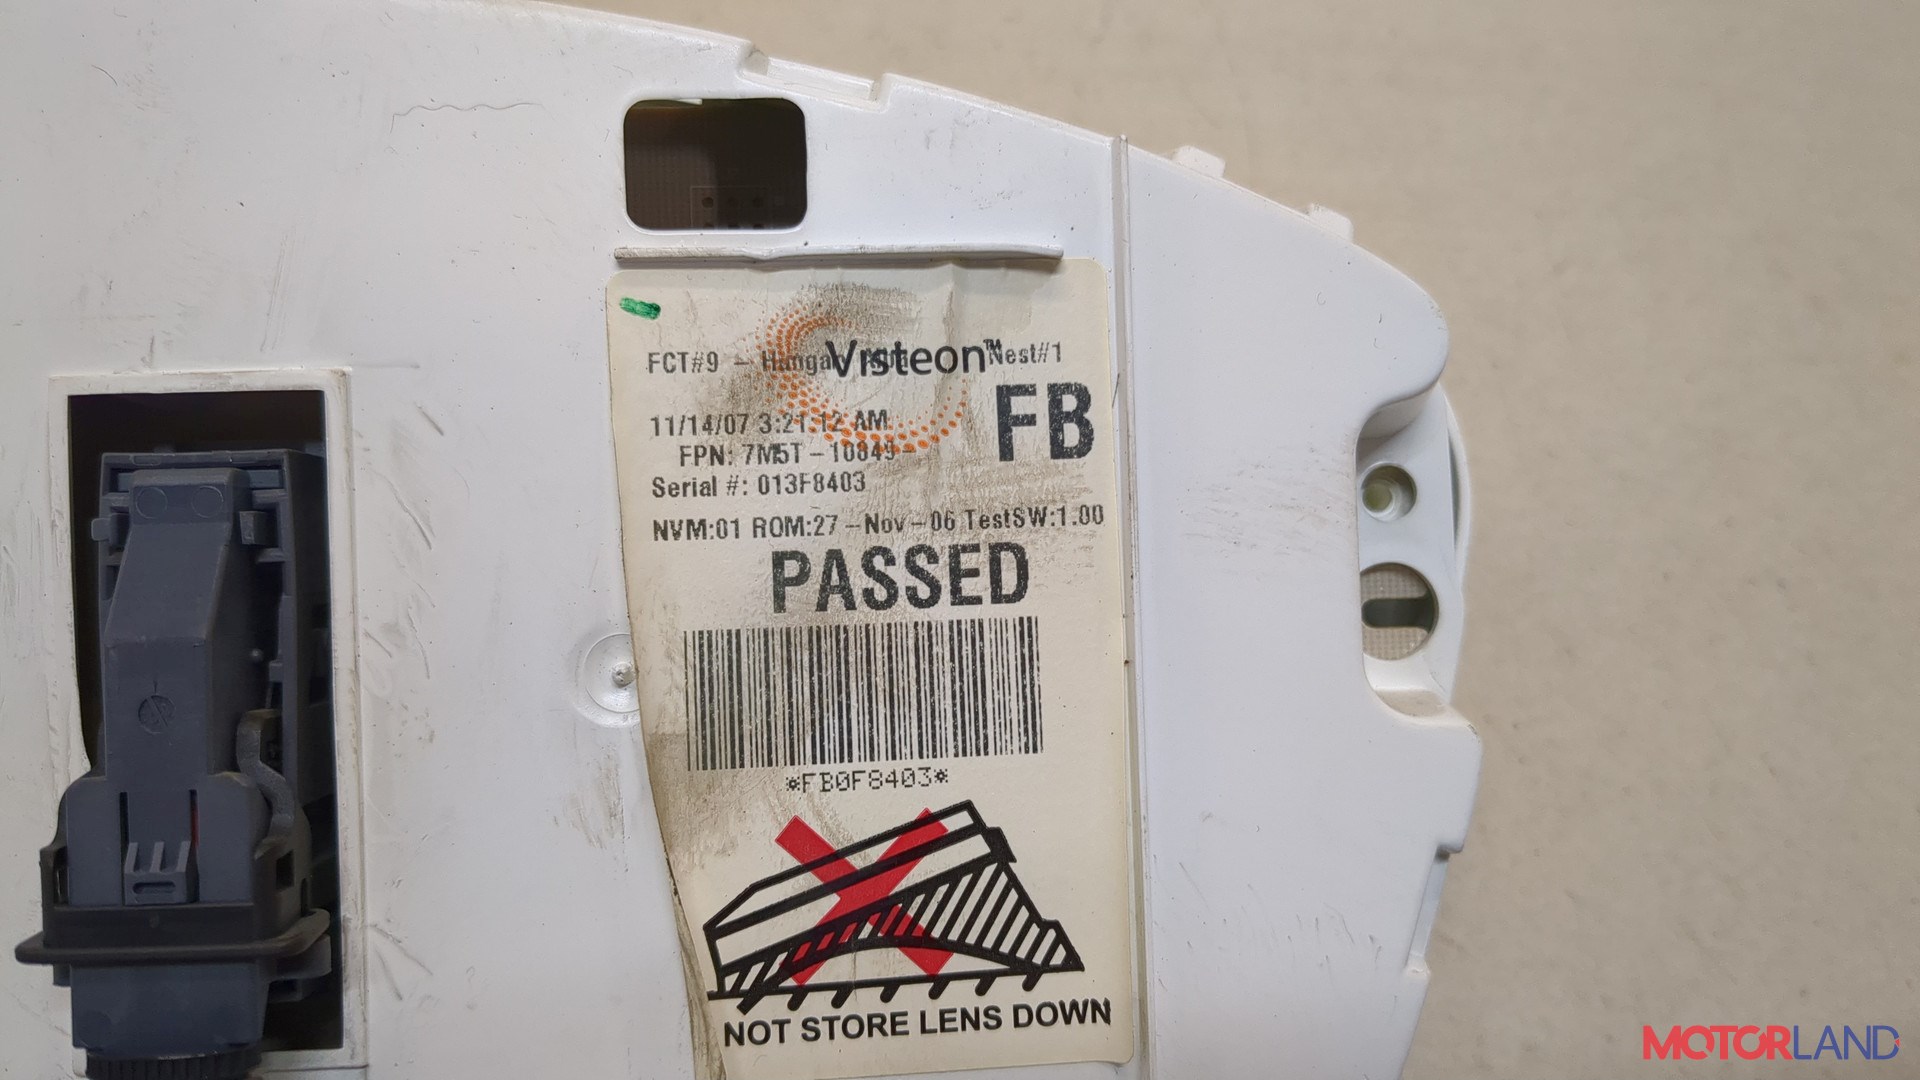 Visteon™
FCT#9 - Nest#1
FB
11/14/07 3:21:12 AM
FPN: 7M5T-10849-
Serial #: 013F8403
NVM:01 ROM:27-Nov-06 TestSW:1.00
PASSED
*FB0F8403*
NOT STORE LENS DOWN
MOTORLAND